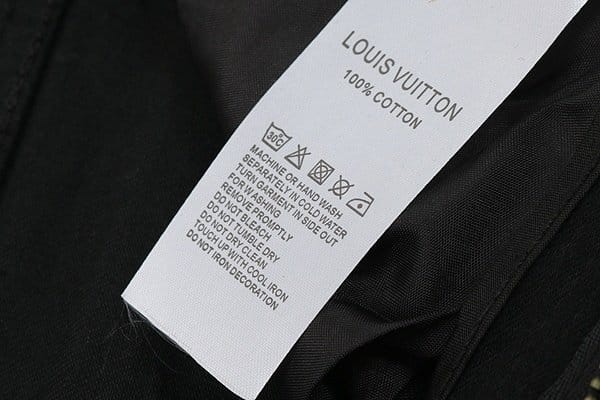 LOUIS VUITTON
100% COTTON
30C
MACHINE OR HAND WASH
SEPARATELY IN COLD WATER
TURN GARMENT IN SIDE OUT
FOR WASHING
REMOVE PROMPTLY
DO NOT BLEACH
DO NOT TUMBLE DRY
DO NOT DRY CLEAN
TOUCH UP WITH COOL IRON
DO NOT IRON DECORATION